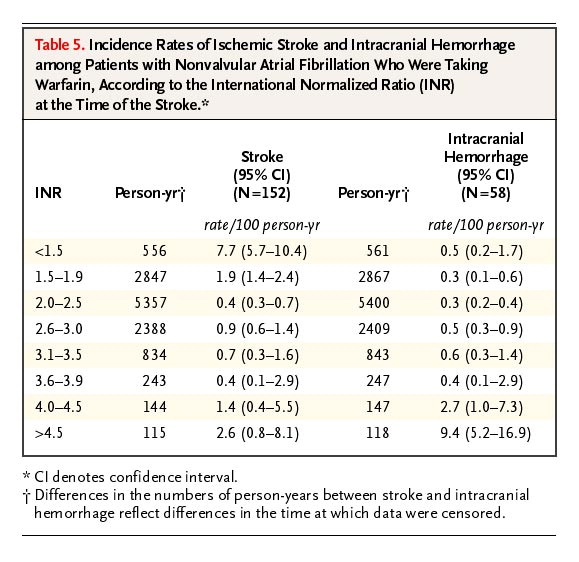 Table 5. Incidence Rates of Ischemic Stroke and Intracranial Hemorrhage
among Patients with Nonvalvular Atrial Fibrillation Who Were Taking
Warfarin, According to the International Normalized Ratio (INR)
at the Time of the Stroke.*
INR Person-yr† Stroke (95% CI) (N=152) Person-yr† Intracranial Hemorrhage (95% CI) (N=58)
rate/100 person-yr rate/100 person-yr
<1.5 556 7.7 (5.7–10.4) 561 0.5 (0.2–1.7)
1.5–1.9 2847 1.9 (1.4–2.4) 2867 0.3 (0.1–0.6)
2.0–2.5 5357 0.4 (0.3–0.7) 5400 0.3 (0.2–0.4)
2.6–3.0 2388 0.9 (0.6–1.4) 2409 0.5 (0.3–0.9)
3.1–3.5 834 0.7 (0.3–1.6) 843 0.6 (0.3–1.4)
3.6–3.9 243 0.4 (0.1–2.9) 247 0.4 (0.1–2.9)
4.0–4.5 144 1.4 (0.4–5.5) 147 2.7 (1.0–7.3)
>4.5 115 2.6 (0.8–8.1) 118 9.4 (5.2–16.9)
* CI denotes confidence interval.
† Differences in the numbers of person-years between stroke and intracranial
hemorrhage reflect differences in the time at which data were censored.